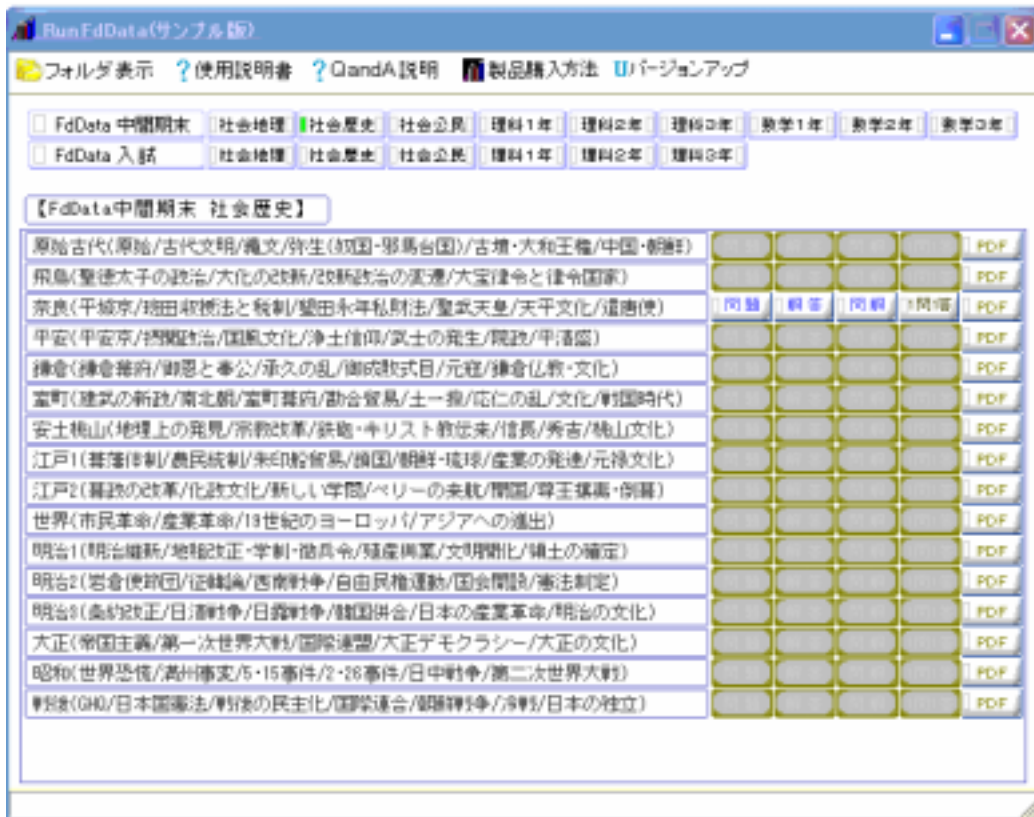 RunFdData(サンプル版)
フォルダ表示 ?使用説明書 ?QandA説明 製品購入方法 Uバージョンアップ
FdData 中間期末 社会地理 社会歴史 社会公民 理科1年 理科2年 理科3年 数学1年 数学2年 数学3年
FdData 入試 社会地理 社会歴史 社会公民 理科1年 理科2年 理科3年
【FdData中間期末 社会歴史】
原始古代(原始/古代文明/縄文/弥生(奴国・邪馬台国)/古墳・大和王権/中国・朝鮮) PDF
飛鳥(聖徳太子の政治/大化の改新/改新政治の変遷/大宝律令と律令国家) PDF
奈良(平城京/班田収授法と税制/墾田永年私財法/聖武天皇/天平文化/遣唐使) 問題 解答 問解 問答 PDF
平安(平安京/摂関政治/国風文化/浄土信仰/武士の発生/院政/平清盛) PDF
鎌倉(鎌倉幕府/御恩と奉公/承久の乱/御成敗式目/元寇/鎌倉仏教・文化) PDF
室町(建武の新政/南北朝/室町幕府/勘合貿易/土一揆/応仁の乱/文化/戦国時代) PDF
安土桃山(地理上の発見/宗教改革/鉄砲・キリスト教伝来/信長/秀吉/桃山文化) PDF
江戸1(幕藩体制/農民統制/朱印船貿易/鎖国/朝鮮・琉球/産業の発達/元禄文化) PDF
江戸2(幕政の改革/化政文化/新しい学問/ペリーの来航/開国/尊王攘夷・倒幕) PDF
世界(市民革命/産業革命/19世紀のヨーロッパ/アジアへの進出) PDF
明治1(明治維新/地租改正・学制・徴兵令/殖産興業/文明開化/領土の確定) PDF
明治2(岩倉使節団/征韓論/西南戦争/自由民権運動/国会開設/憲法制定) PDF
明治3(条約改正/日清戦争/日露戦争/韓国併合/日本の産業革命/明治の文化) PDF
大正(帝国主義/第一次世界大戦/国際連盟/大正デモクラシー/大正の文化) PDF
昭和(世界恐慌/満州事変/5・15事件/2・26事件/日中戦争/第二次世界大戦) PDF
戦後(GHQ/日本国憲法/戦後の民主化/国際連合/朝鮮戦争/冷戦/日本の独立) PDF